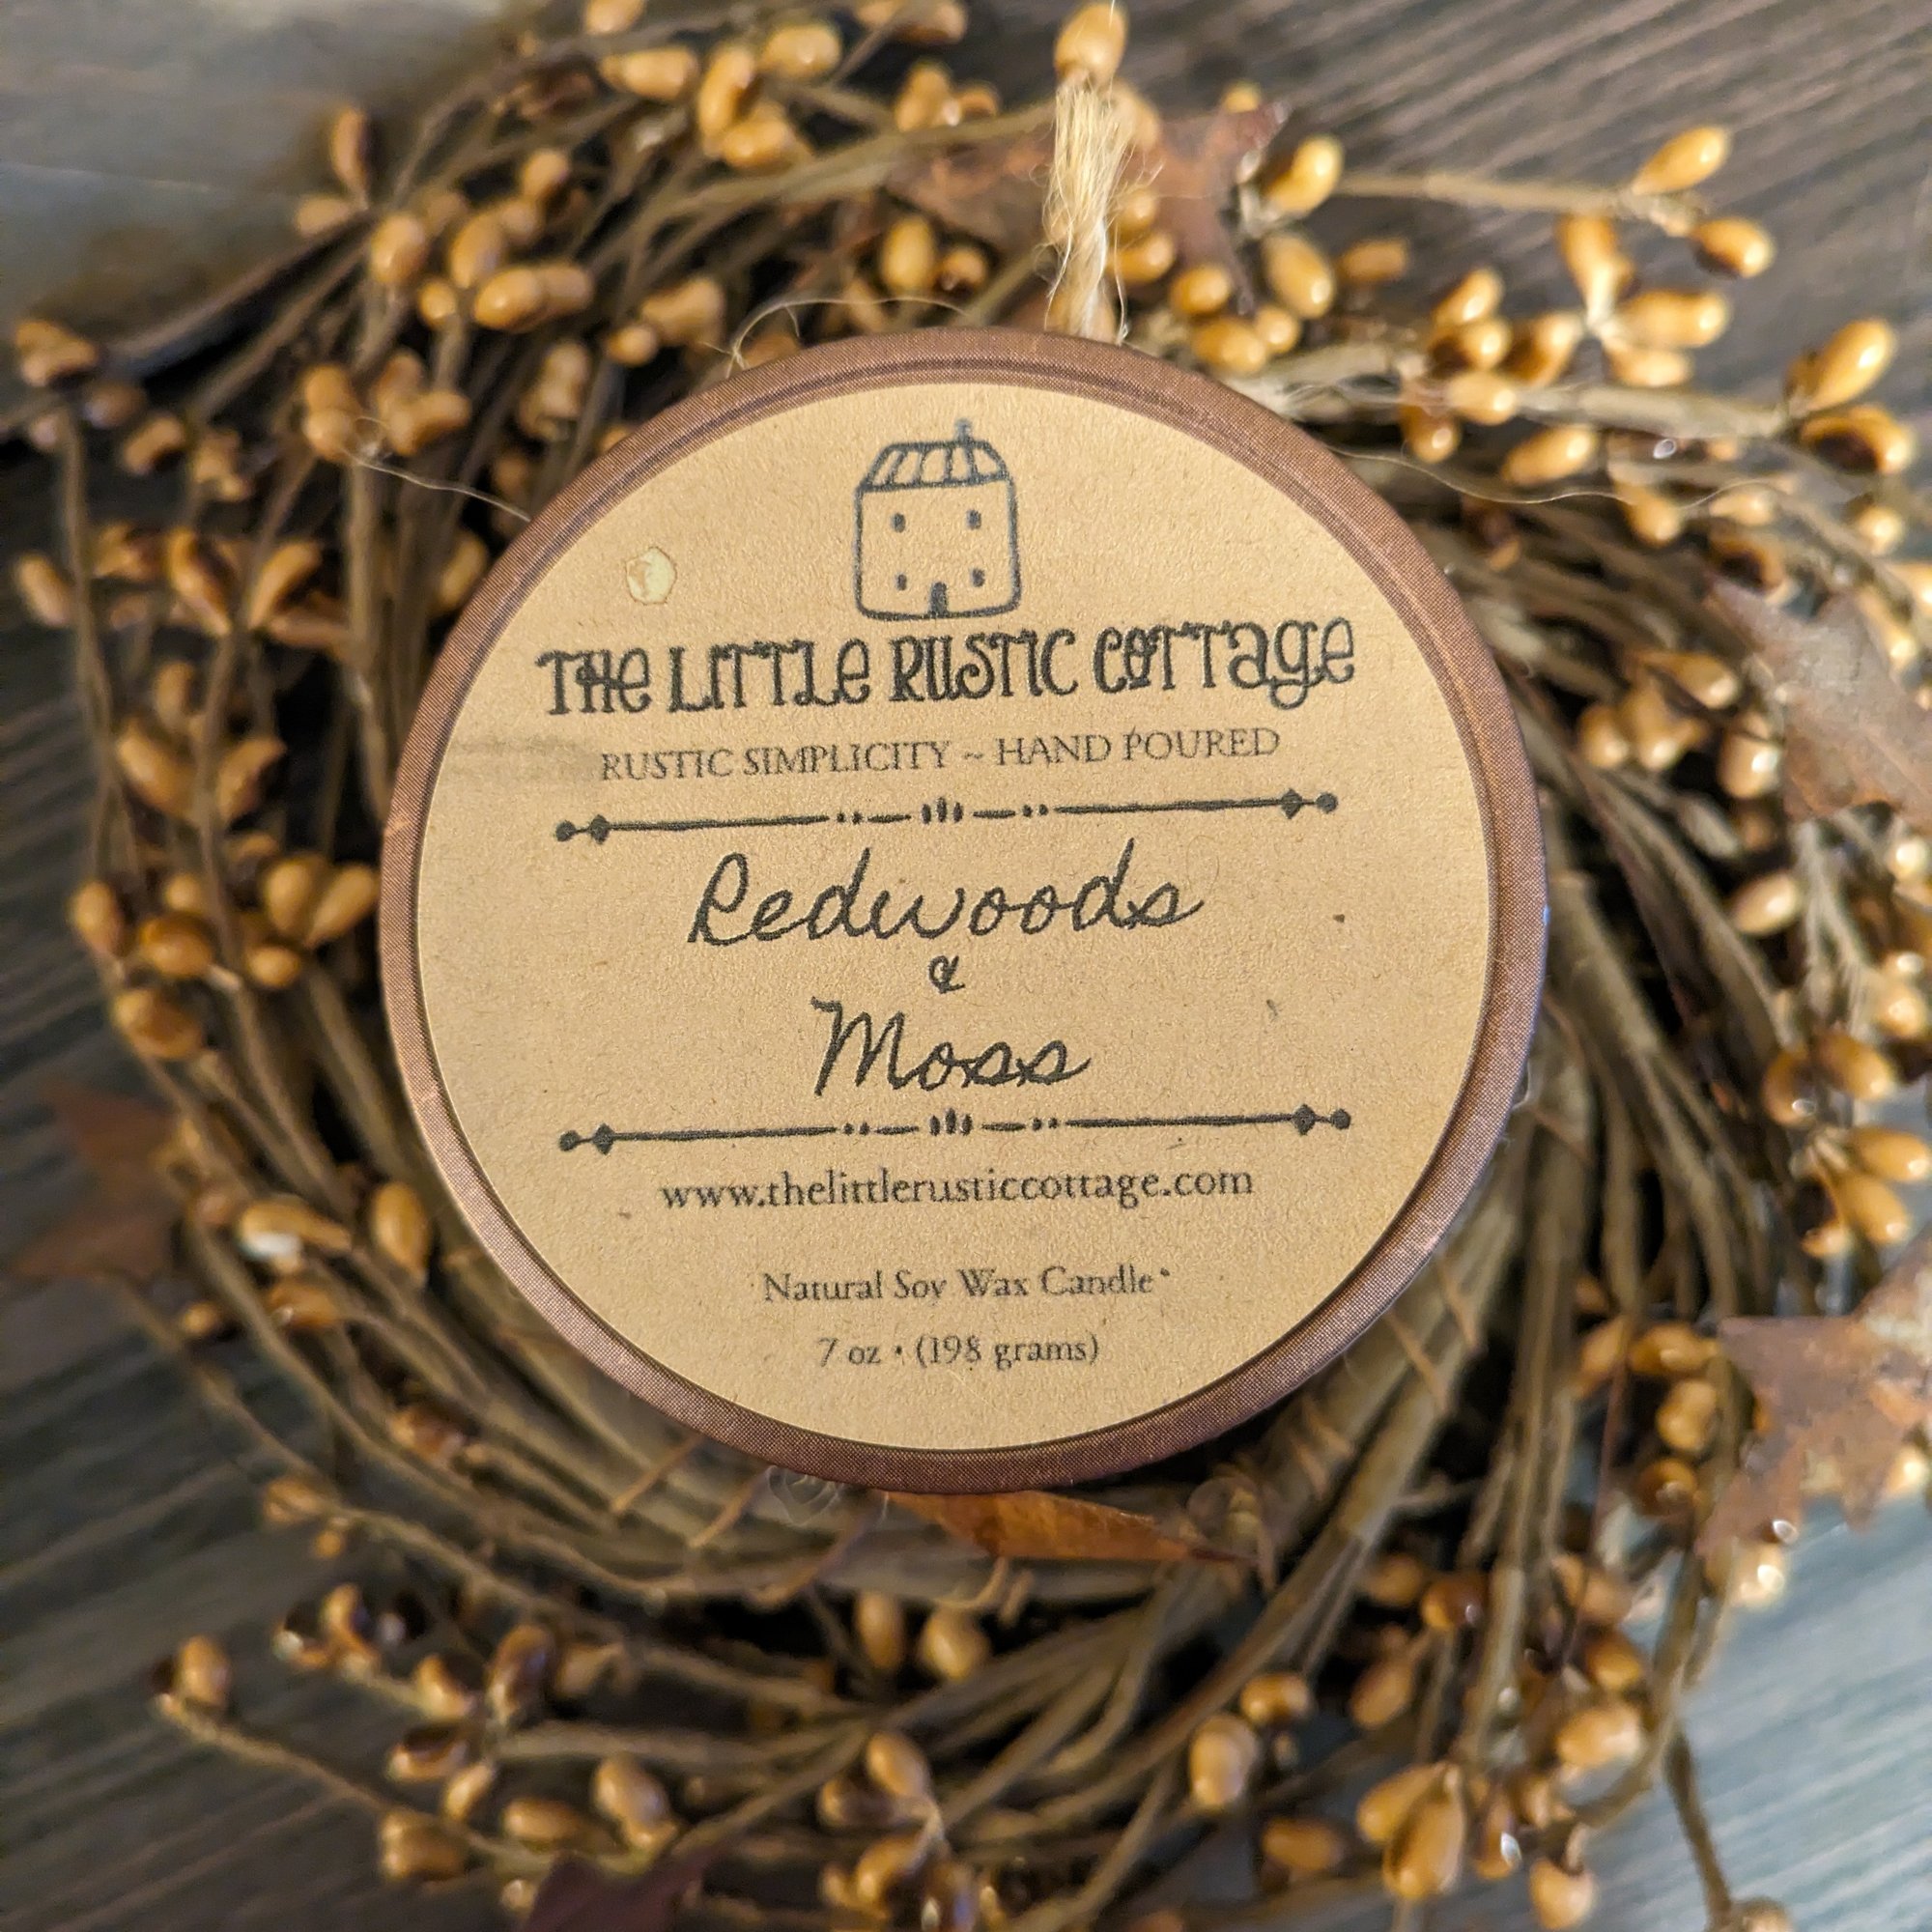 THE LITTLE RUSTIC COTTAGE
RUSTIC SIMPLICITY ~ HAND POURED
Redwoods
&
Moss
www.thelittlerusticcottage.com
Natural Soy Wax Candle*
7 oz • (198 grams)